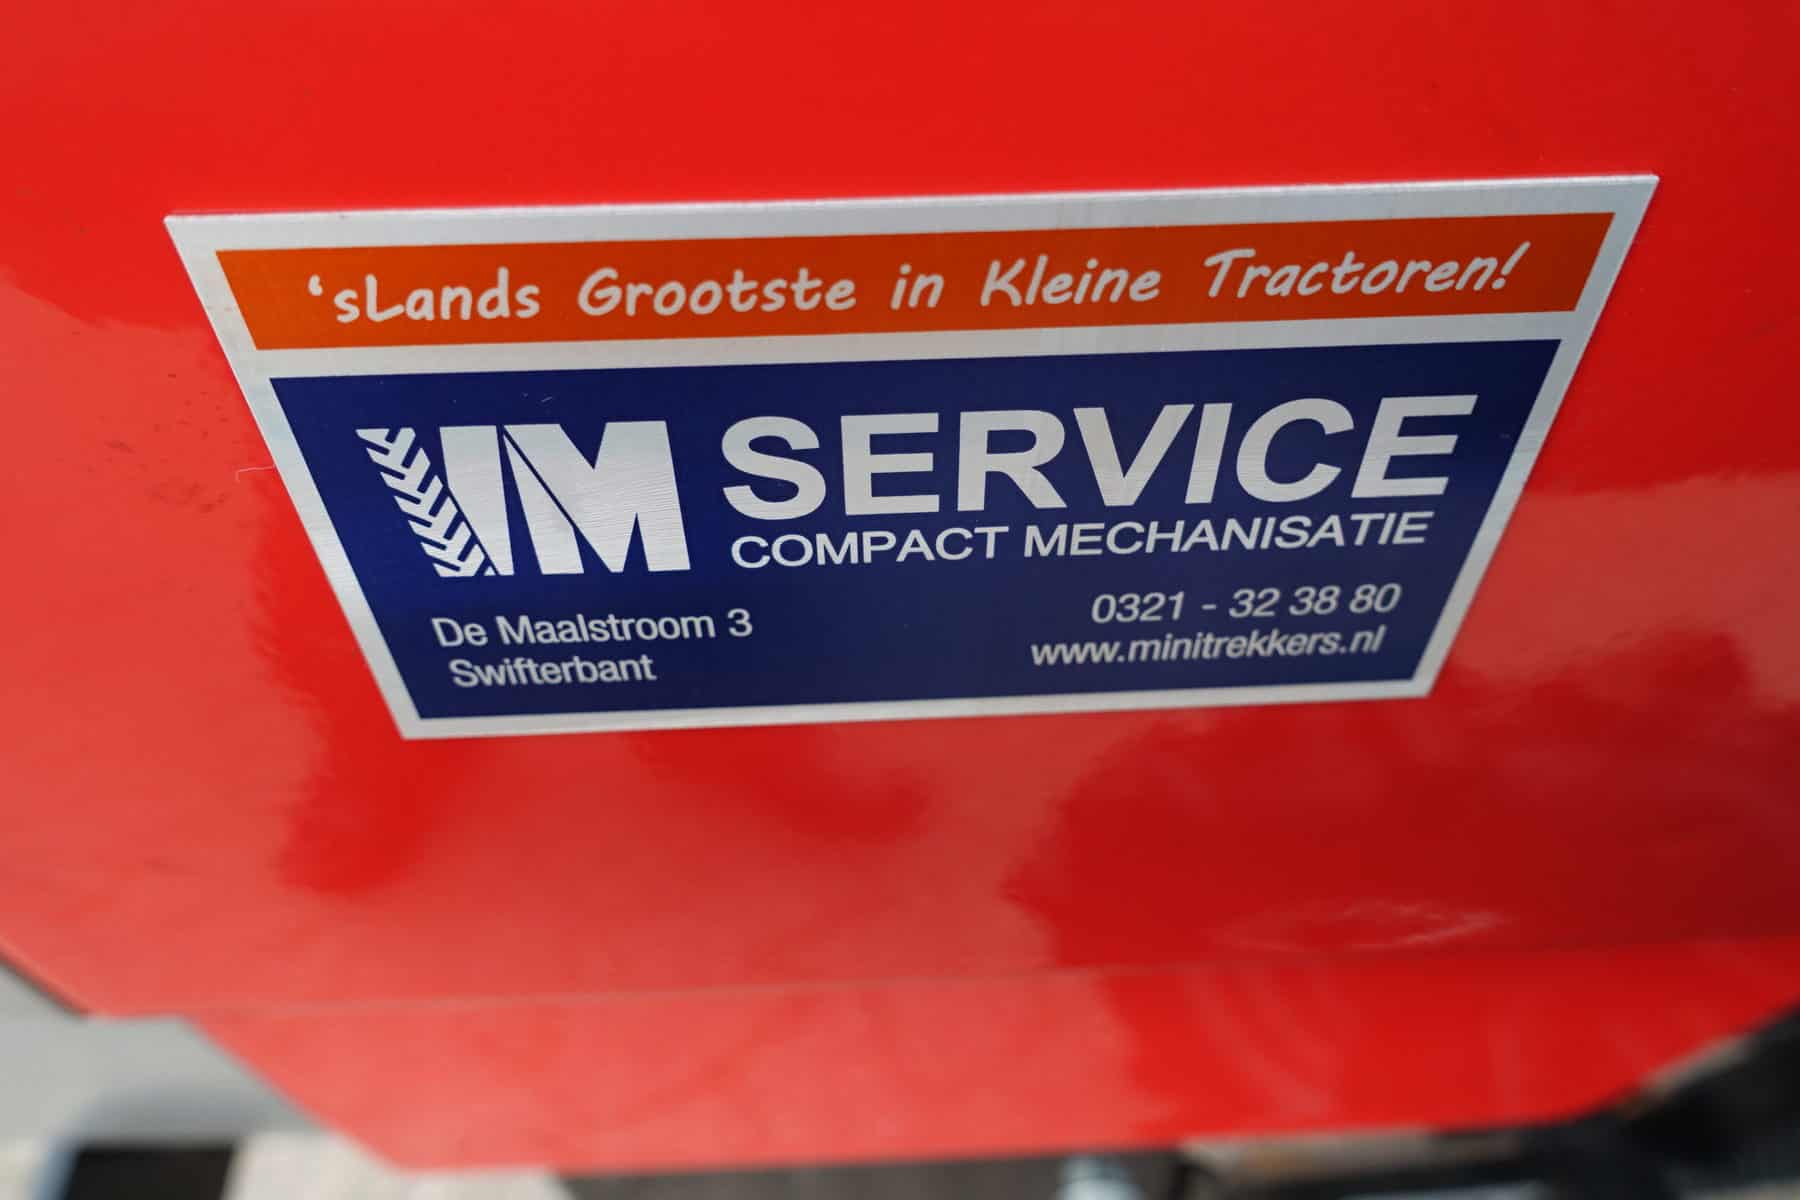 'sLands Grootste in Kleine Tractoren!
IM SERVICE
COMPACT MECHANISATIE
De Maalstroom 3
Swifterbant
0321 - 32 38 80
www.minitrekkers.nl